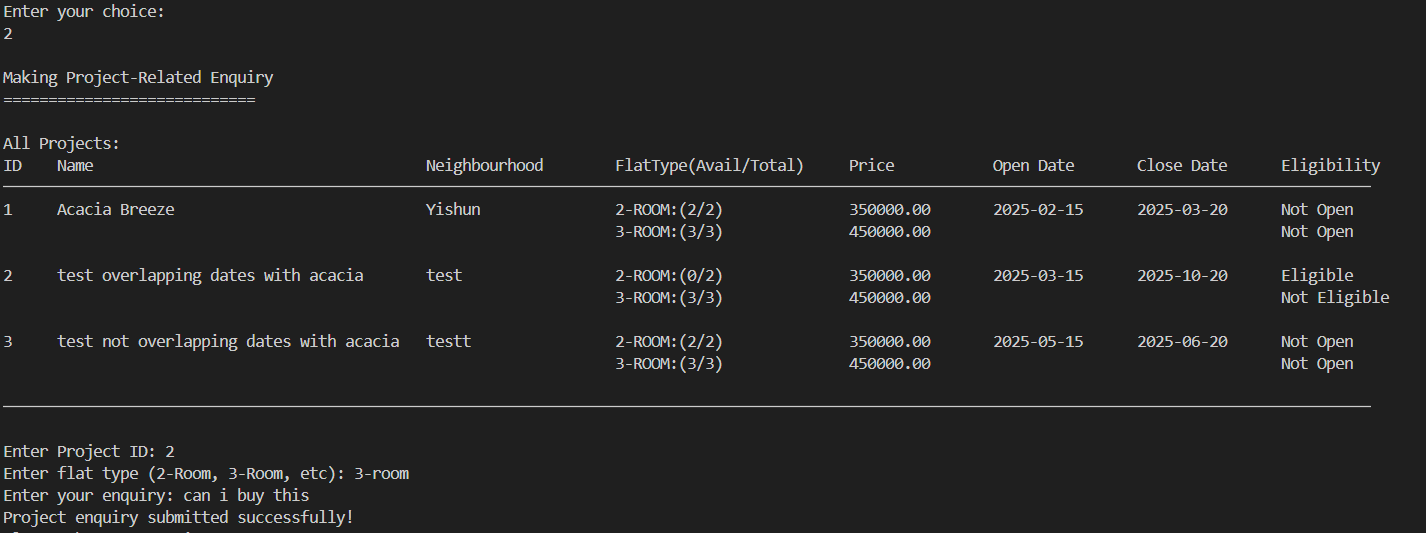 Enter your choice:
2
Making Project-Related Enquiry
============================
All Projects:
ID Name Neighbourhood FlatType(Avail/Total) Price Open Date Close Date Eligibility
1 Acacia Breeze Yishun 2-ROOM:(2/2) 350000.00 2025-02-15 2025-03-20 Not Open
3-ROOM:(3/3) 450000.00 Not Open
2 test overlapping dates with acacia test 2-ROOM:(0/2) 350000.00 2025-03-15 2025-10-20 Eligible
3-ROOM:(3/3) 450000.00 Not Eligible
3 test not overlapping dates with acacia testt 2-ROOM:(2/2) 350000.00 2025-05-15 2025-06-20 Not Open
3-ROOM:(3/3) 450000.00 Not Open
Enter Project ID: 2
Enter flat type (2-Room, 3-Room, etc): 3-room
Enter your enquiry: can i buy this
Project enquiry submitted successfully!